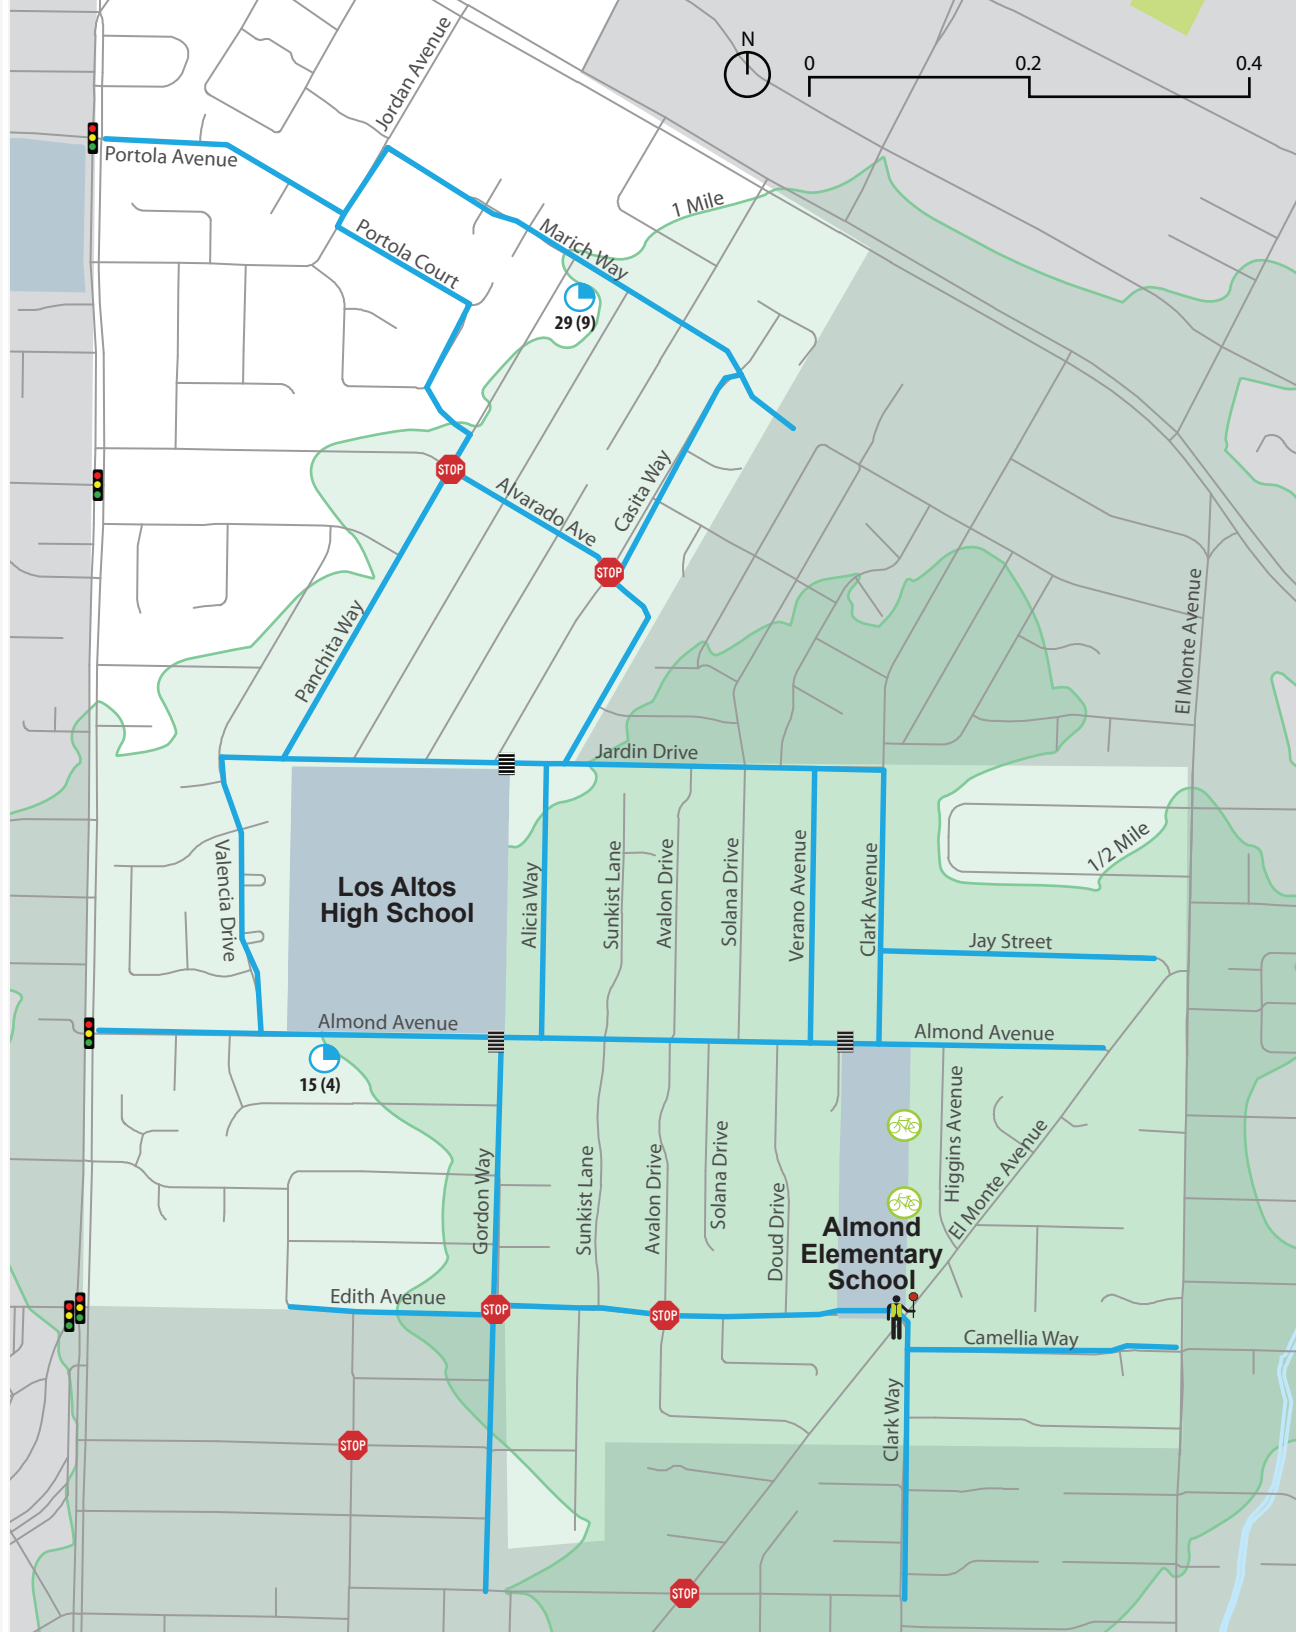 N
0
0.2
0.4
Jordan Avenue
Portola Avenue
1 Mile
Portola Court
Marich Way
29 (9)
Casita Way
Alvarado Ave
STOP
STOP
El Monte Avenue
Panchita Way
Jardin Drive
1/2 Mile
Valencia Drive
Los Altos
High School
Alicia Way
Sunkist Lane
Avalon Drive
Solana Drive
Verano Avenue
Clark Avenue
Jay Street
Almond Avenue
Almond Avenue
15 (4)
Gordon Way
Sunkist Lane
Avalon Drive
Solana Drive
Doud Drive
Higgins Avenue
El Monte Avenue
Almond
Elementary
School
Edith Avenue
STOP
STOP
Camellia Way
Clark Way
STOP
STOP